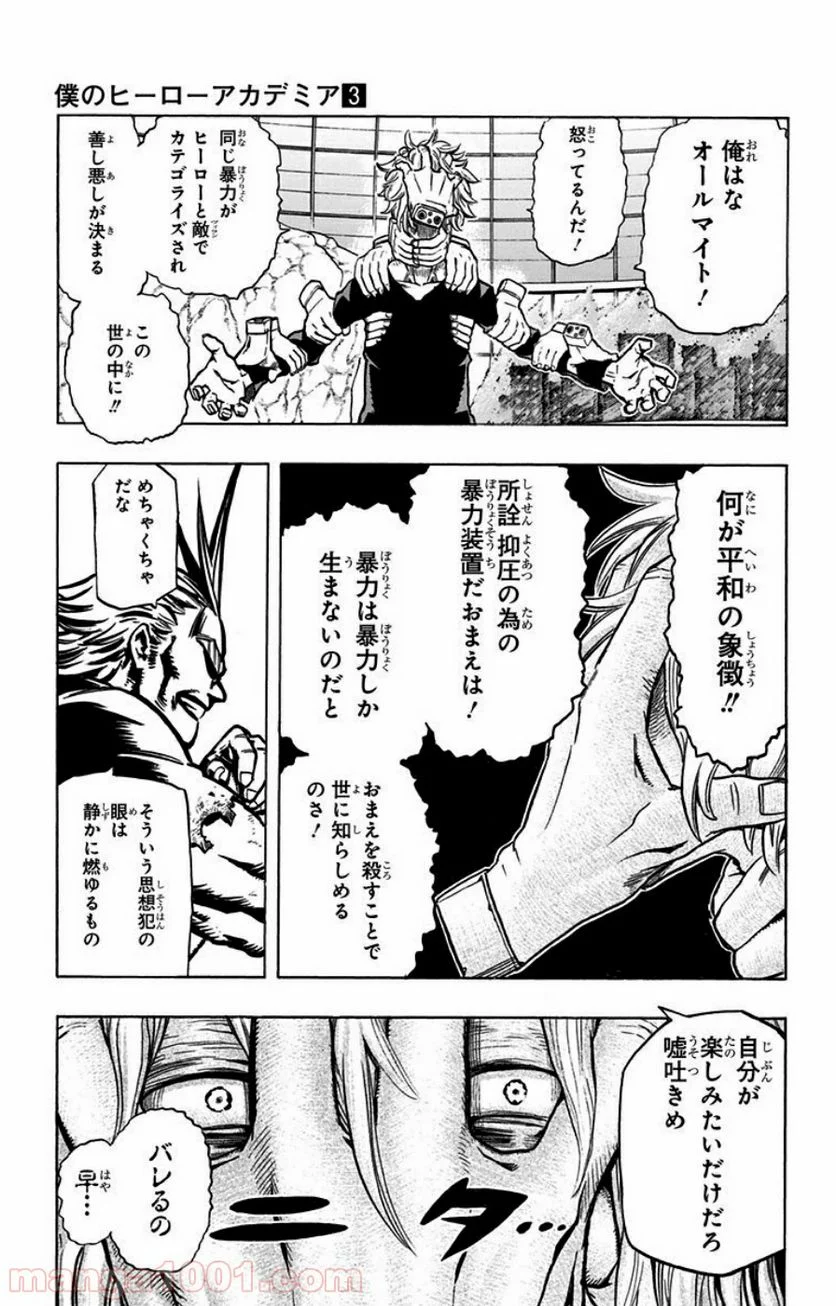 僕のヒーローアカデミア3
俺はな
オールマイト！
怒ってるんだ！
同じ暴力が
ヒーローと敵で
カテゴライズされ
善し悪しが決まる
この
世の中に!!
何が平和の象徴!!
所詮抑圧の為の
暴力装置だおまえは！
暴力は暴力しか
生まないのだと
おまえを殺すことで
世に知らしめる
のさ！
めちゃくちゃ
だな
そういう思想犯の
眼は
静かに燃ゆるもの
自分が
楽しみたいだけだろ
嘘吐きめ
ニタ…
バレるの
早…
manga1001.com